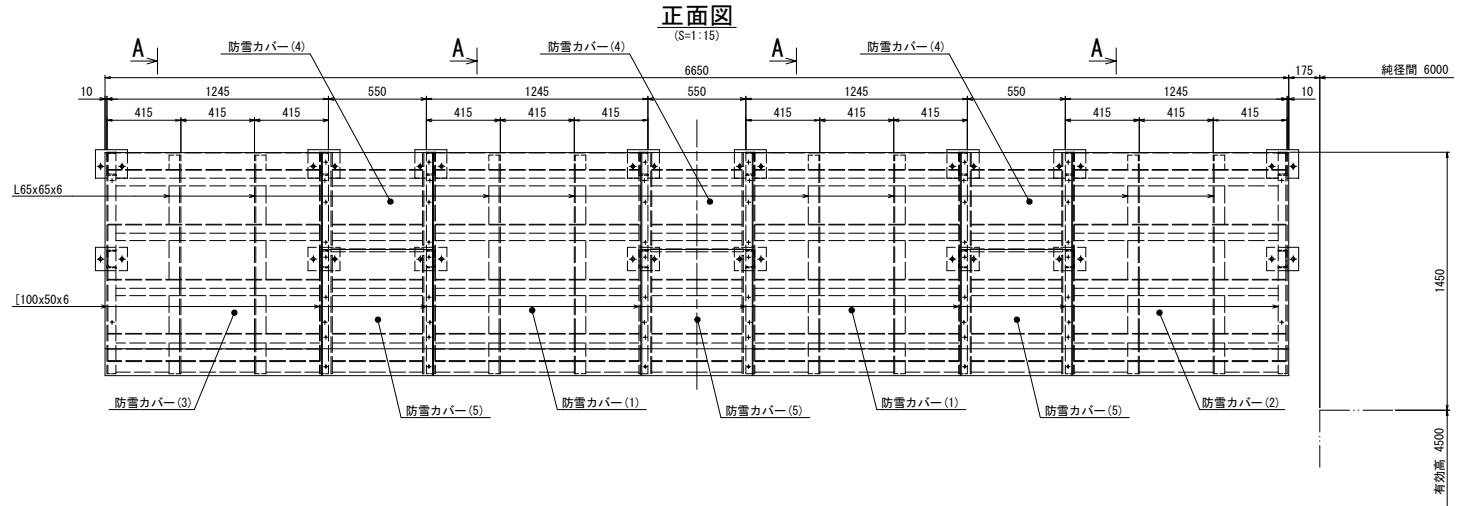 正面図
(S=1:15)
A 防雪カバー(4) A 防雪カバー(4) A 防雪カバー(4) A
6650 175 純径間 6000
10 1245 550 1245 550 1245 550 1245 10
415 415 415 415 415 415 415 415 415 415 415 415
L65x65x6
[100x50x6
1450
防雪カバー(3) 防雪カバー(5) 防雪カバー(1) 防雪カバー(5) 防雪カバー(1) 防雪カバー(5) 防雪カバー(2)
有効高 4500